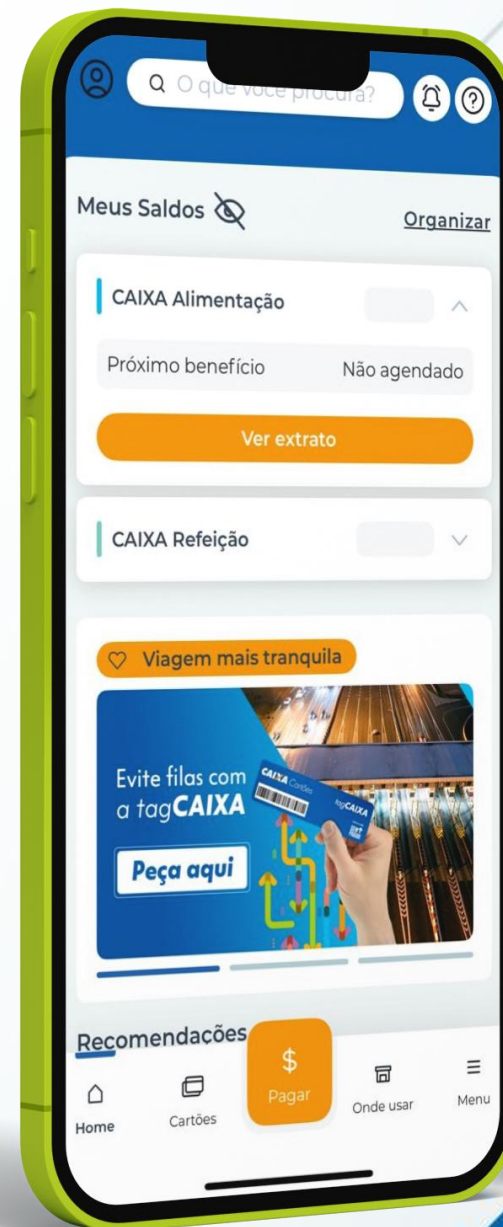 O que você procura?
Meus Saldos
Organizar
CAIXA Alimentação
Próximo benefício Não agendado
Ver extrato
CAIXA Refeição
Viagem mais tranquila
Evite filas com
a tagCAIXA
Peça aqui
CAIXA Cartões
tagCAIXA
Recomendações
$
Pagar
Home
Cartões
Onde usar
Menu